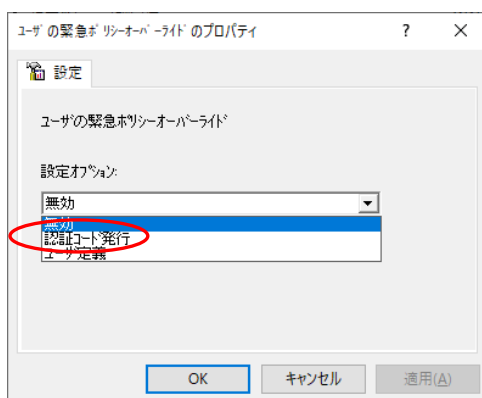 ﾕｰｻﾞの緊急ﾎﾟﾘｼｰｵｰﾊﾞｰﾗｲﾄﾞのプロパティ
?
設定
ﾕｰｻﾞの緊急ﾎﾟﾘｼｰｵｰﾊﾞｰﾗｲﾄﾞ
設定ｵﾌﾟｼｮﾝ:
無効
無効
認証ｺｰﾄﾞ発行
ﾕｰｻﾞ定義
OK キャンセル 適用(A)